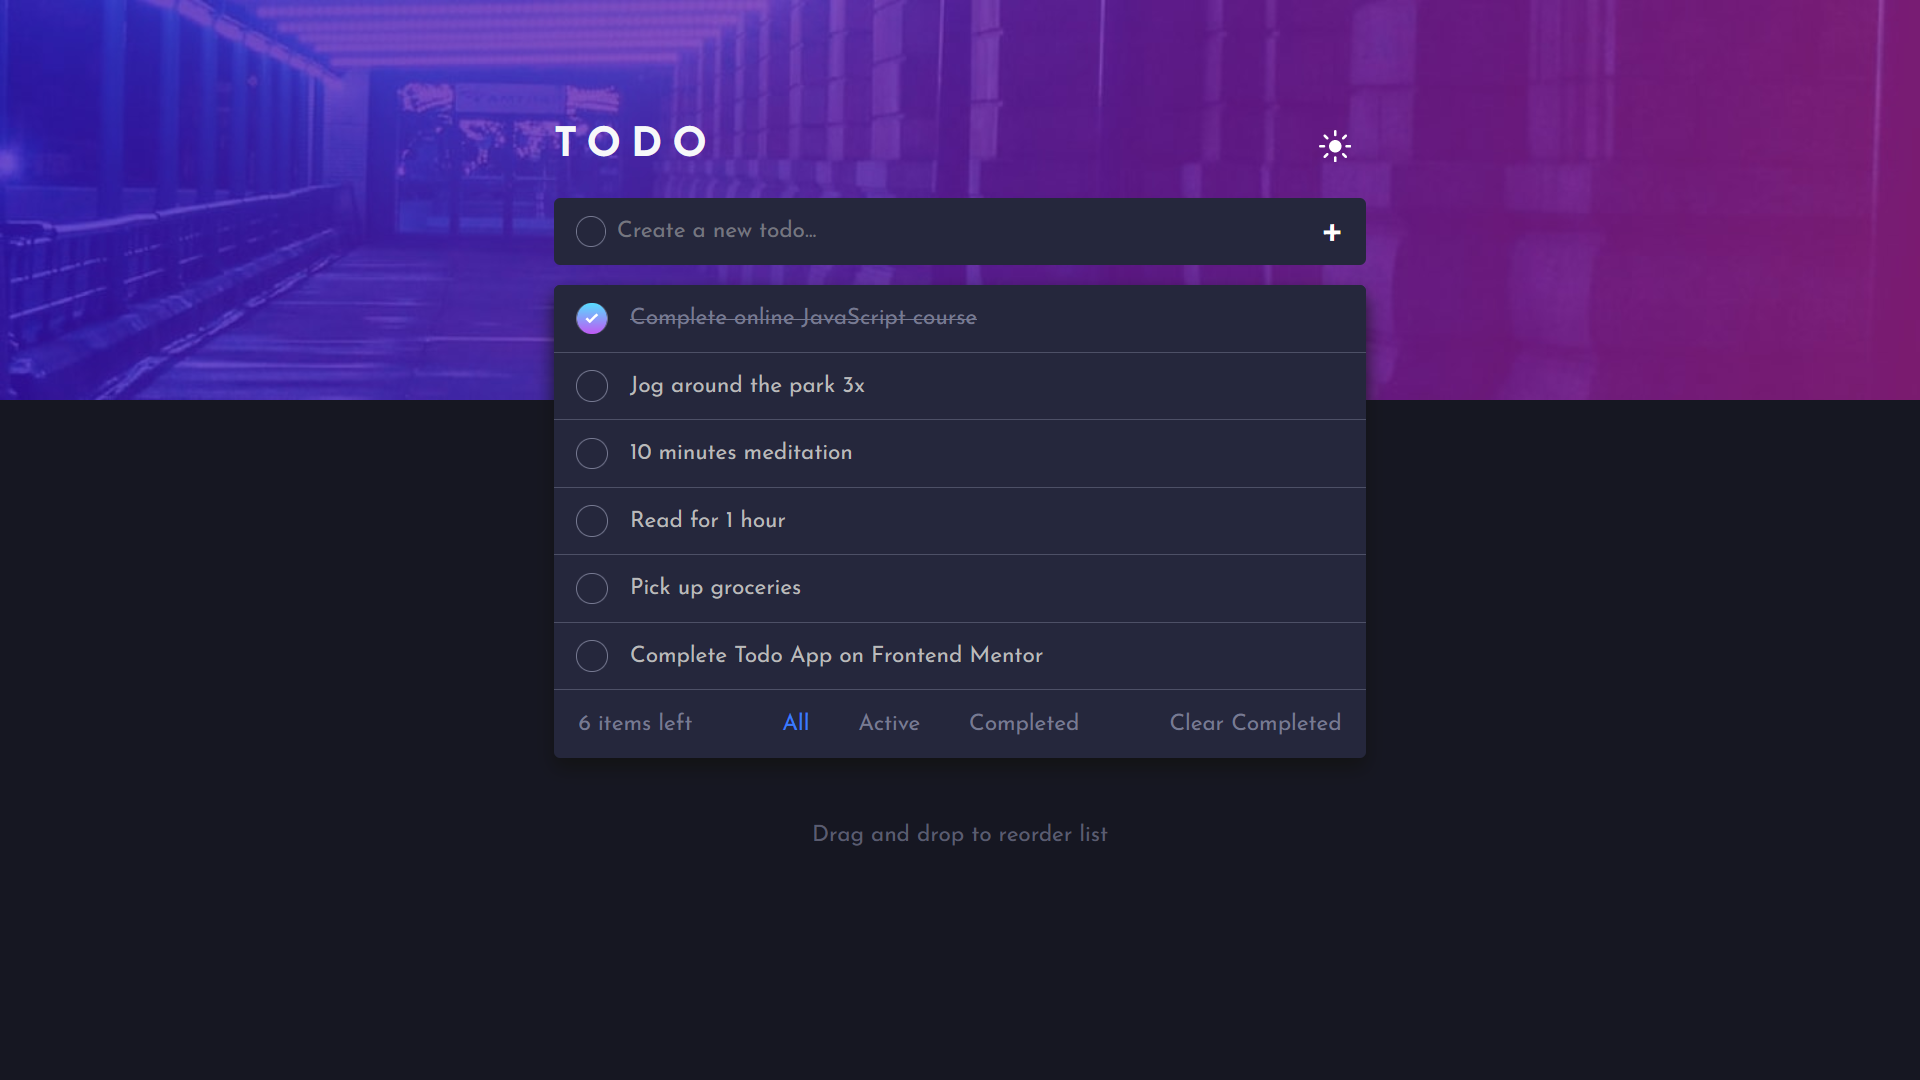 TODO
Create a new todo...
+
Complete online JavaScript course
Jog around the park 3x
10 minutes meditation
Read for 1 hour
Pick up groceries
Complete Todo App on Frontend Mentor
6 items left All Active Completed Clear Completed
Drag and drop to reorder list